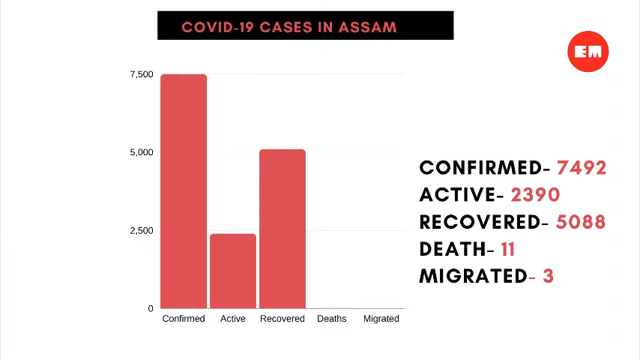 COVID-19 CASES IN ASSAM
EM
7,500
5,000
2,500
0
Confirmed Active Recovered Deaths Migrated
CONFIRMED- 7492
ACTIVE- 2390
RECOVERED- 5088
DEATH- 11
MIGRATED- 3